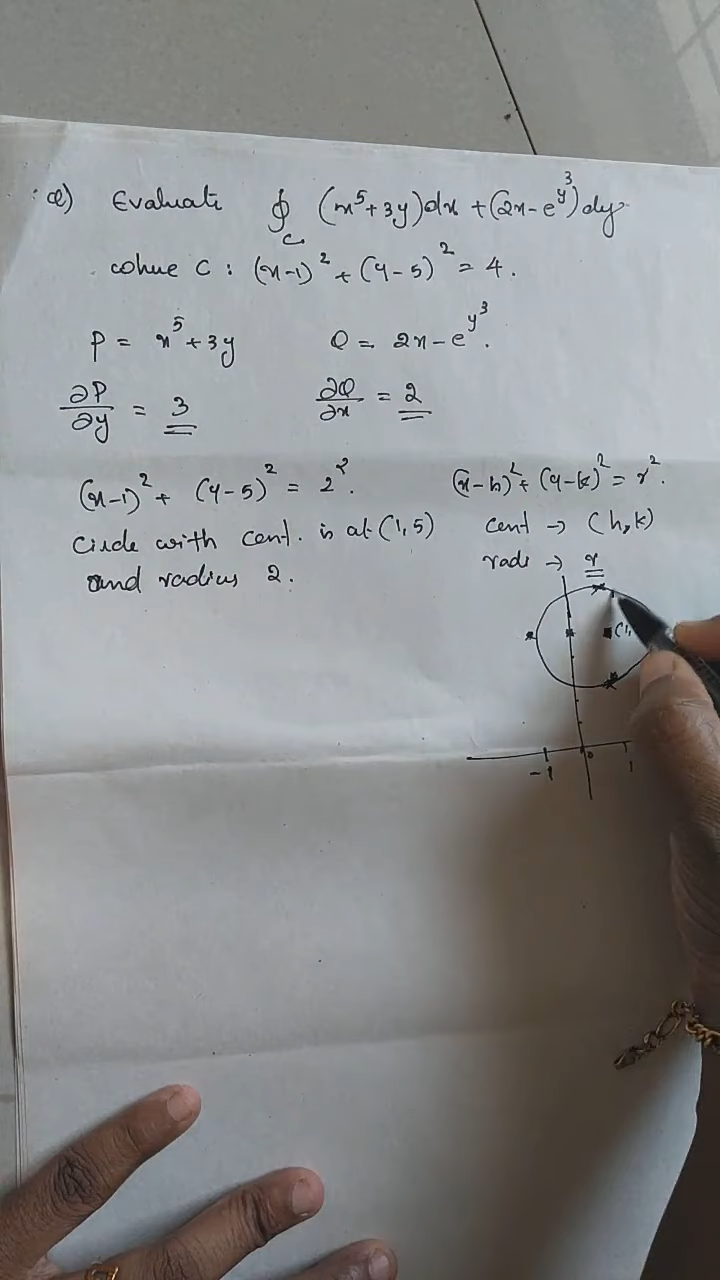 Q) Evaluate ∮_C (x⁵+3y)dx + (2x-e^{y³})dy
where C : (x-1)² + (y-5)² = 4.
P = x⁵+3y   Q = 2x-e^{y³}.
∂P/∂y = 3   ∂Q/∂x = 2
(x-1)² + (y-5)² = 2².   (x-h)² + (y-k)² = r².
Circle with cent. is at (1,5)   cent → (h,k)
and radius 2.   radi → r
(1,
-1 0 1